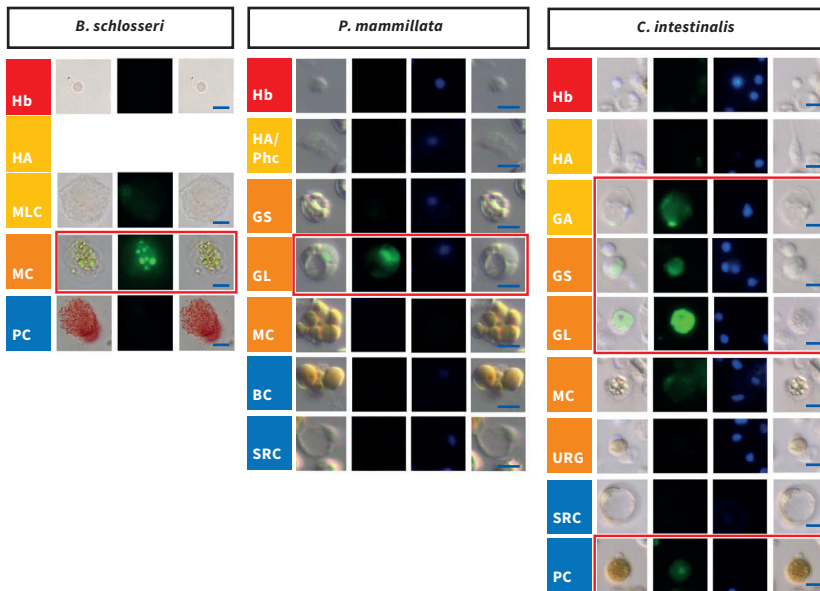 B. schlosseri
Hb
HA
MLC
MC
PC
P. mammillata
Hb
HA/
Phc
GS
GL
MC
BC
SRC
C. intestinalis
Hb
HA
GA
GS
GL
MC
URG
SRC
PC